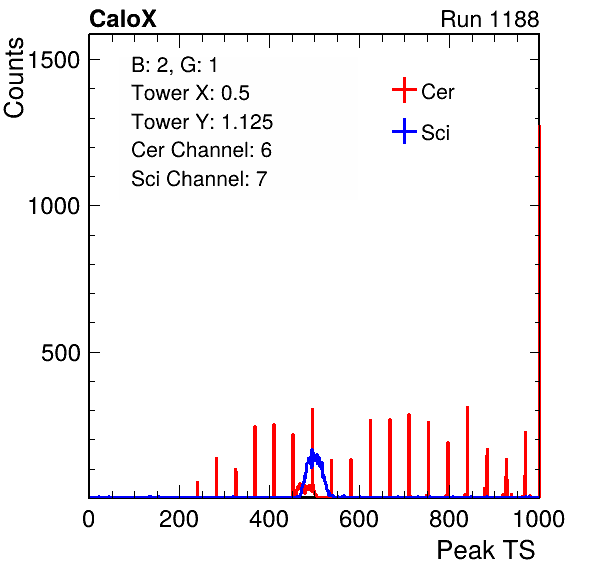 CaloX
Run 1188
Counts
B: 2, G: 1
Tower X: 0.5
Tower Y: 1.125
Cer Channel: 6
Sci Channel: 7
Cer
Sci
1500
1000
500
0 200 400 600 800 1000
Peak TS